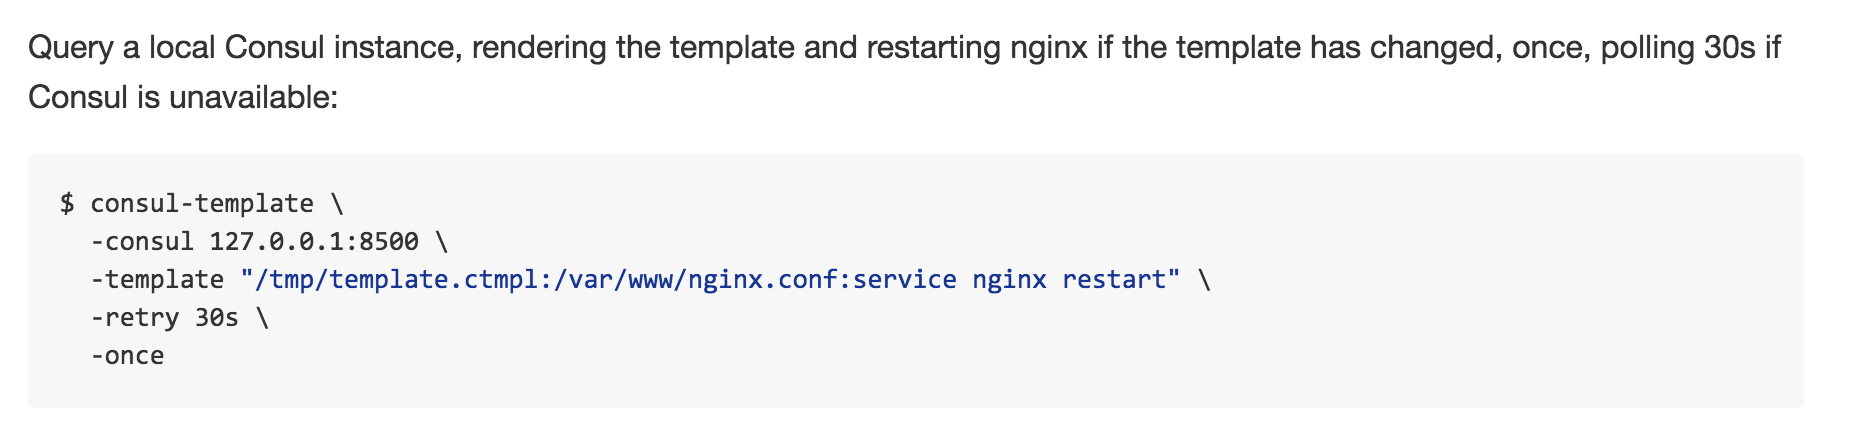 Query a local Consul instance, rendering the template and restarting nginx if the template has changed, once, polling 30s if
Consul is unavailable:
$ consul-template \
-consul 127.0.0.1:8500 \
-template "/tmp/template.ctmpl:/var/www/nginx.conf:service nginx restart" \
-retry 30s \
-once